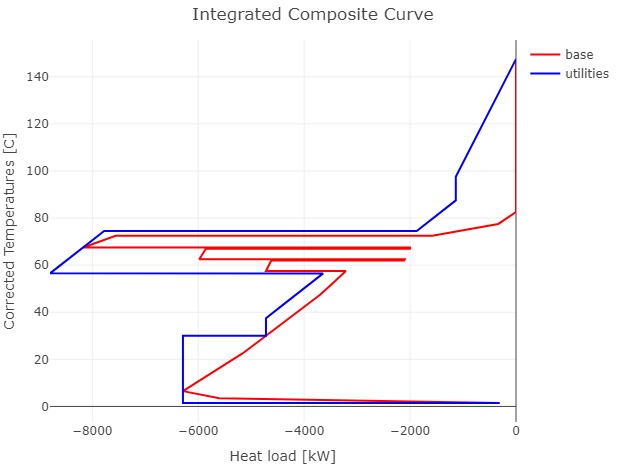 Integrated Composite Curve
base
utilities
Corrected Temperatures [C]
140
120
100
80
60
40
20
0
−8000 −6000 −4000 −2000 0
Heat load [kW]